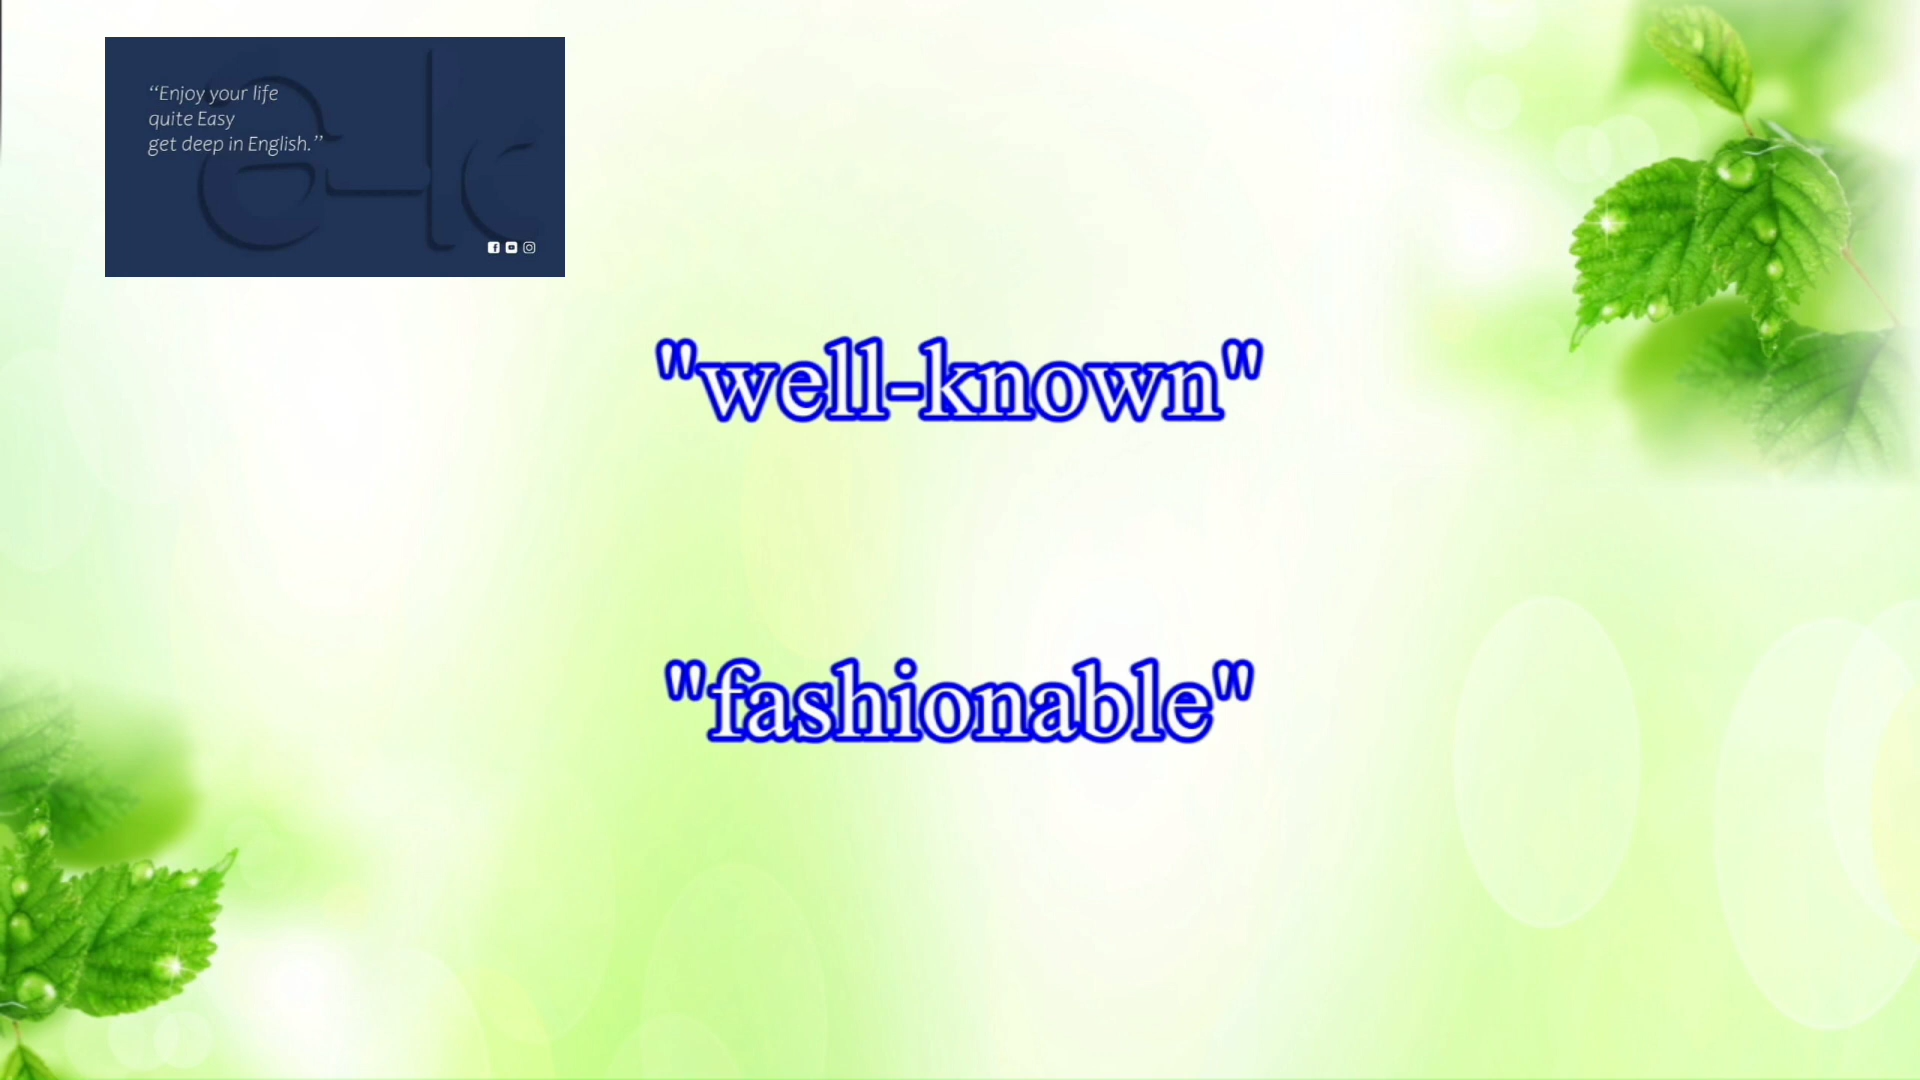 “Enjoy your life
quite Easy
get deep in English.”
"well-known"
"fashionable"